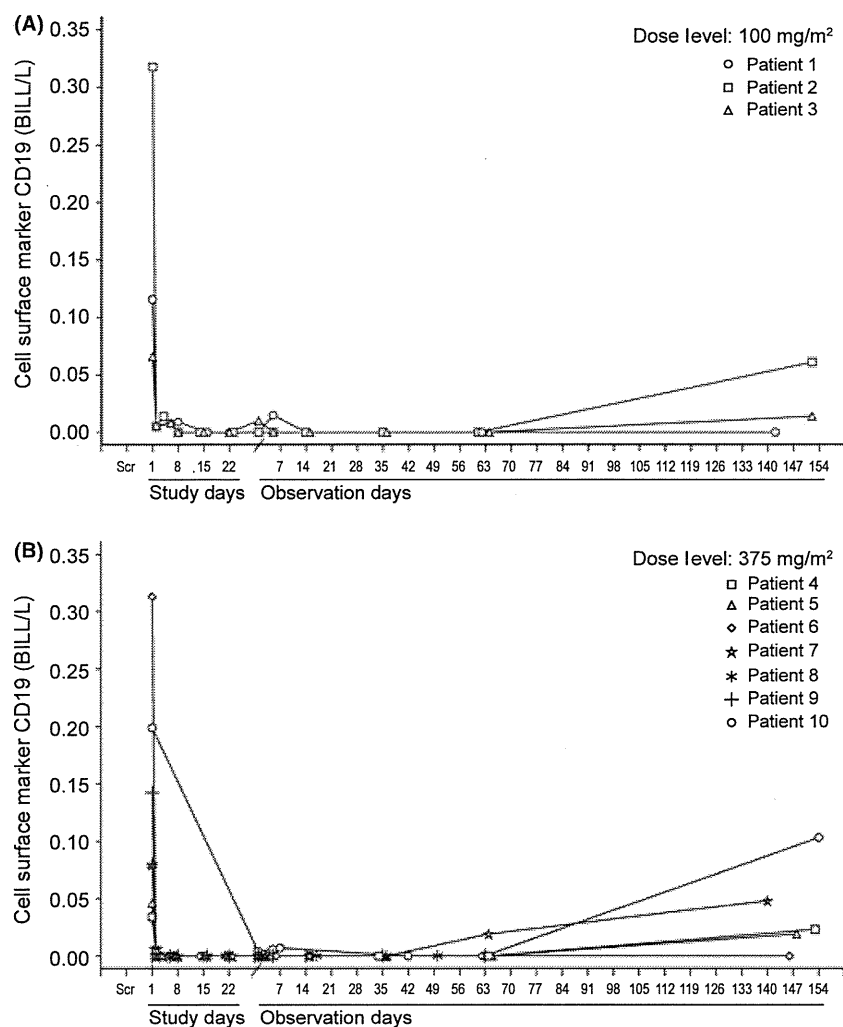 (A)
Cell surface marker CD19 (BILL/L)
0.35
0.30
0.25
0.20
0.15
0.10
0.05
0.00
Dose level: 100 mg/m²
Patient 1
Patient 2
Patient 3
Scr 1 8 15 22 7 14 21 28 35 42 49 56 63 70 77 84 91 98 105 112 119 126 133 140 147 154
Study days Observation days
(B)
Cell surface marker CD19 (BILL/L)
0.35
0.30
0.25
0.20
0.15
0.10
0.05
0.00
Dose level: 375 mg/m²
Patient 4
Patient 5
Patient 6
Patient 7
Patient 8
Patient 9
Patient 10
Scr 1 8 15 22 7 14 21 28 35 42 49 56 63 70 77 84 91 98 105 112 119 126 133 140 147 154
Study days Observation days